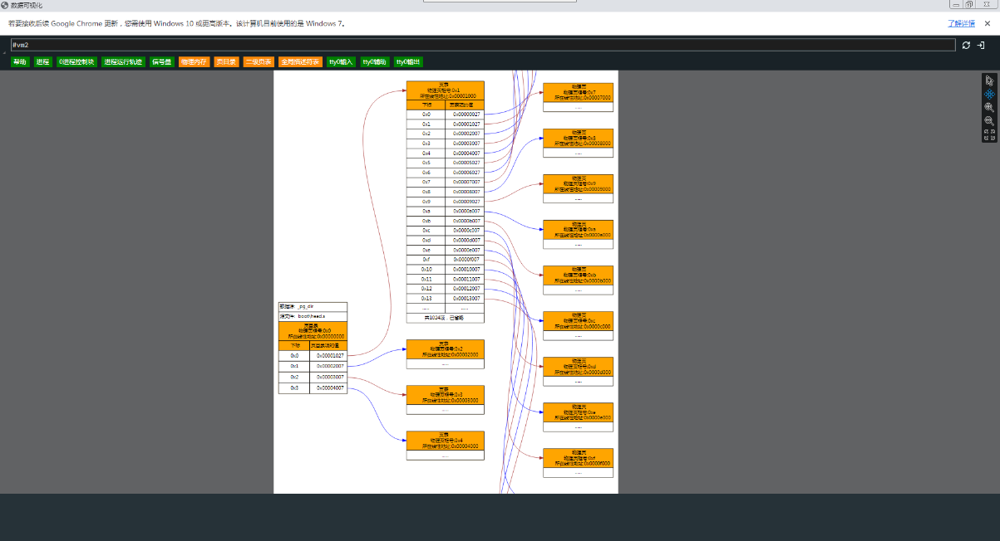 数据可视化
若要接收后续 Google Chrome 更新，您需使用 Windows 10 或更高版本。该计算机目前使用的是 Windows 7。
了解详情
#vm2
帮助 进程 0进程控制块 进程运行轨迹 信号量 物理内存 页目录 二级页表 全局描述符表 tty0输入 tty0辅助 tty0输出
数据源: _pg_dir
源文件: boot\head.s
页目录
物理页框号:0x0
所在线性地址:0x00000000
下标 页目录项的值
0x0 0x00001027
0x1 0x00002007
0x2 0x00003007
0x3 0x00004007
页表
物理页框号:0x1
所在线性地址:0x00001000
下标 页表项的值
0x0 0x00000027
0x1 0x00001027
0x2 0x00002007
0x3 0x00003007
0x4 0x00004007
0x5 0x00005027
0x6 0x00006027
0x7 0x00007007
0x8 0x00008007
0x9 0x00009027
0xa 0x0000a007
0xb 0x0000b007
0xc 0x0000c007
0xd 0x0000d007
0xe 0x0000e007
0xf 0x0000f007
0x10 0x00010007
0x11 0x00011007
0x12 0x00012007
0x13 0x00013007
...... ......
共1024项，已省略
页表
物理页框号:0x2
所在线性地址:0x00002000
......
页表
物理页框号:0x3
所在线性地址:0x00003000
......
页表
物理页框号:0x4
所在线性地址:0x00004000
......
物理页
物理页框号:0x7
所在线性地址:0x00007000
......
物理页
物理页框号:0x8
所在线性地址:0x00008000
......
物理页
物理页框号:0x9
所在线性地址:0x00009000
......
物理页
物理页框号:0xa
所在线性地址:0x0000a000
......
物理页
物理页框号:0xb
所在线性地址:0x0000b000
......
物理页
物理页框号:0xc
所在线性地址:0x0000c000
......
物理页
物理页框号:0xd
所在线性地址:0x0000d000
......
物理页
物理页框号:0xe
所在线性地址:0x0000e000
......
物理页
物理页框号:0xf
所在线性地址:0x0000f000
......